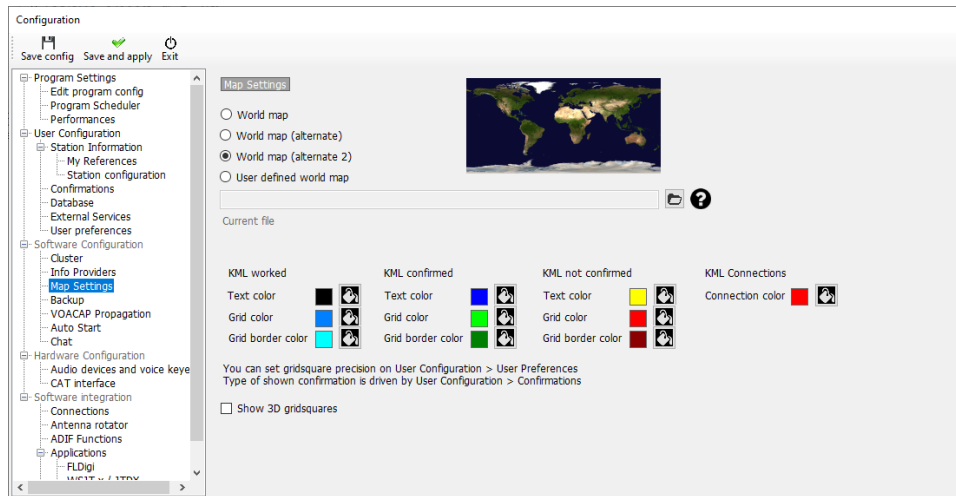 Configuration
Save config Save and apply Exit
Program Settings
Edit program config
Program Scheduler
Performances
User Configuration
Station Information
My References
Station configuration
Confirmations
Database
External Services
User preferences
Software Configuration
Cluster
Info Providers
Map Settings
Backup
VOACAP Propagation
Auto Start
Chat
Hardware Configuration
Audio devices and voice keye
CAT interface
Software integration
Connections
Antenna rotator
ADIF Functions
Applications
FLDigi
WSJT-x / JTDX
Map Settings
World map
World map (alternate)
World map (alternate 2)
User defined world map
?
Current file
KML worked KML confirmed KML not confirmed KML Connections
Text color Text color Text color Connection color
Grid color Grid color Grid color
Grid border color Grid border color Grid border color
You can set gridsquare precision on User Configuration > User Preferences
Type of shown confirmation is driven by User Configuration > Confirmations
Show 3D gridsquares